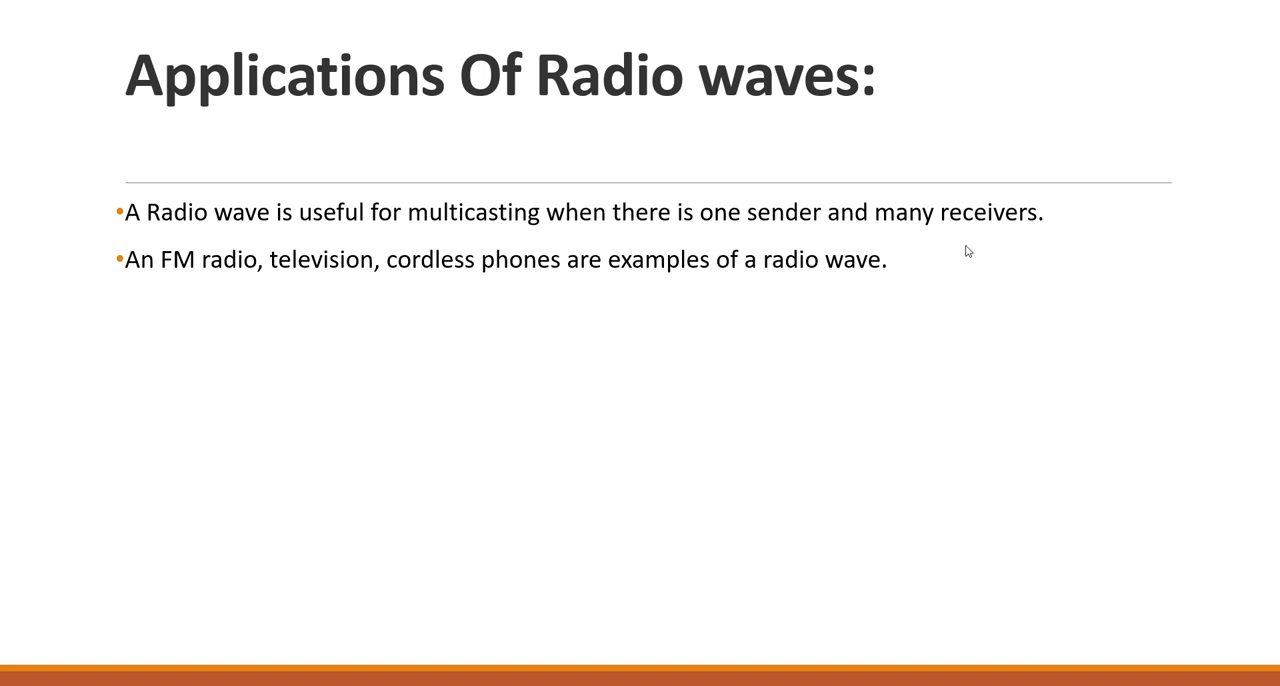 Applications Of Radio waves:
•A Radio wave is useful for multicasting when there is one sender and many receivers.
•An FM radio, television, cordless phones are examples of a radio wave.